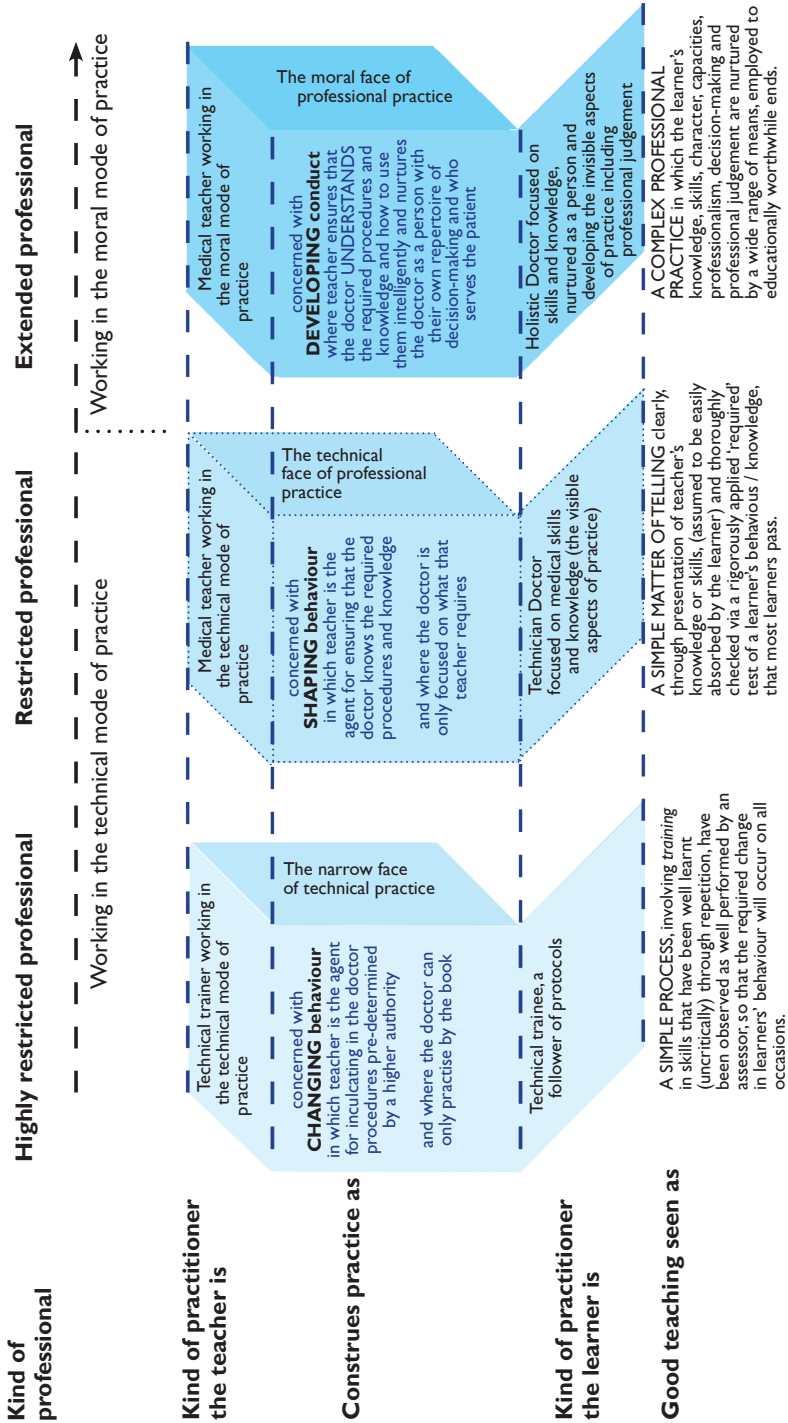 Kind of
professional
Highly restricted professional
Restricted professional
Extended professional
Working in the technical mode of practice
Working in the moral mode of practice
Kind of practitioner
the teacher is
Technical trainer working in
the technical mode of
practice
Medical teacher working in
the technical mode of
practice
Medical teacher working in
the moral mode of
practice
Construes practice as
concerned with
CHANGING behaviour
in which teacher is the agent
for inculcating in the doctor
procedures pre-determined
by a higher authority
and where the doctor can
only practise by the book
The narrow face
of technical practice
concerned with
SHAPING behaviour
in which teacher is the
agent for ensuring that the
doctor knows the required
procedures and knowledge
and where the doctor is
only focused on what that
teacher requires
The technical
face of professional
practice
concerned with
DEVELOPING conduct
where teacher ensures that
the doctor UNDERSTANDS
the required procedures and
knowledge and how to use
them intelligently and nurtures
the doctor as a person with
their own repertoire of
decision-making and who
serves the patient
The moral face of
professional practice
Kind of practitioner
the learner is
Technical trainee, a
follower of protocols
Technician Doctor
focused on medical skills
and knowledge (the visible
aspects of practice)
Holistic Doctor focused on
skills and knowledge,
nurtured as a person and
developing the invisible aspects
of practice including
professional judgement
Good teaching seen as
A SIMPLE PROCESS, involving training
in skills that have been well learnt
(uncritically) through repetition, have
been observed as well performed by an
assessor, so that the required change
in learners' behaviour will occur on all
occasions.
A SIMPLE MATTER OF TELLING clearly,
through presentation of teacher's
knowledge or skills, (assumed to be easily
absorbed by the learner) and thoroughly
checked via a rigorously applied 'required'
test of a learner's behavious / knowledge,
that most learners pass.
A COMPLEX PROFESSIONAL
PRACTICE in which the learner's
knowledge, skills, character, capacities,
professionalism, decision-making and
professional judgement are nurtured
by a wide range of means, employed to
educationally worthwhile ends.